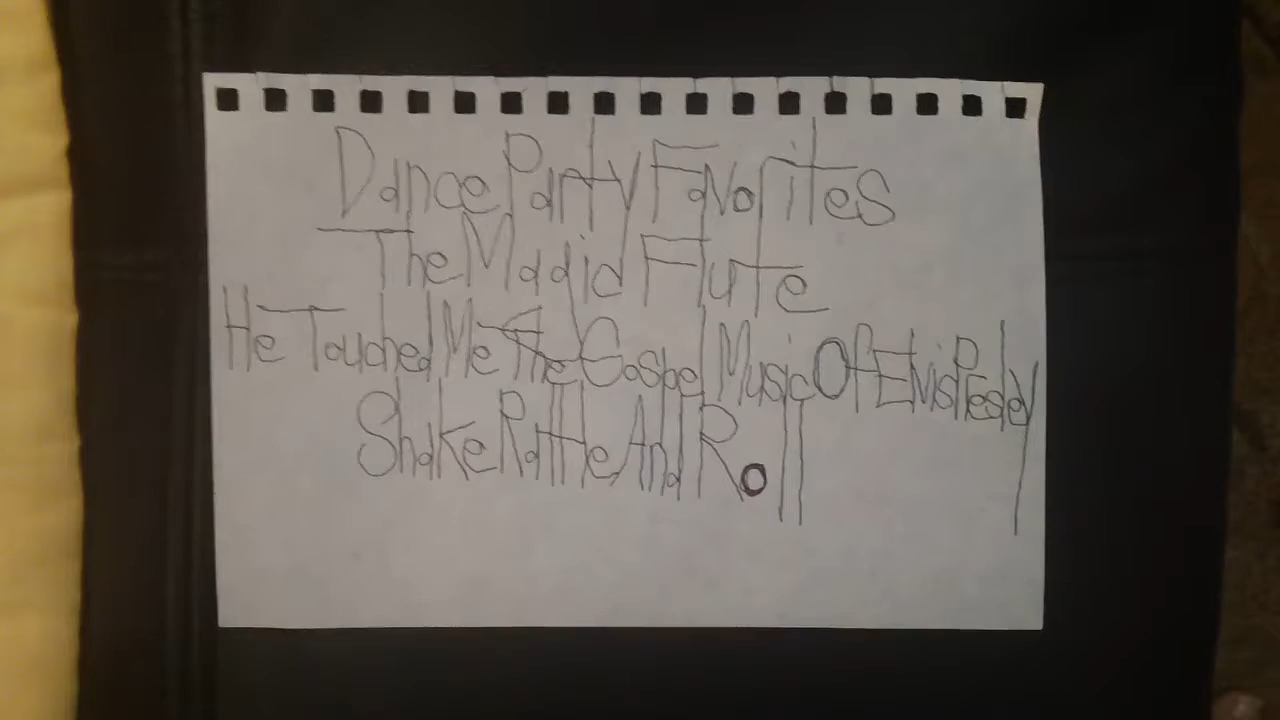 Dance Party Favorites
The Magic Flute
He Touched Me The Gospel Music Of Elvis Presley
Shake Rattle And Roll